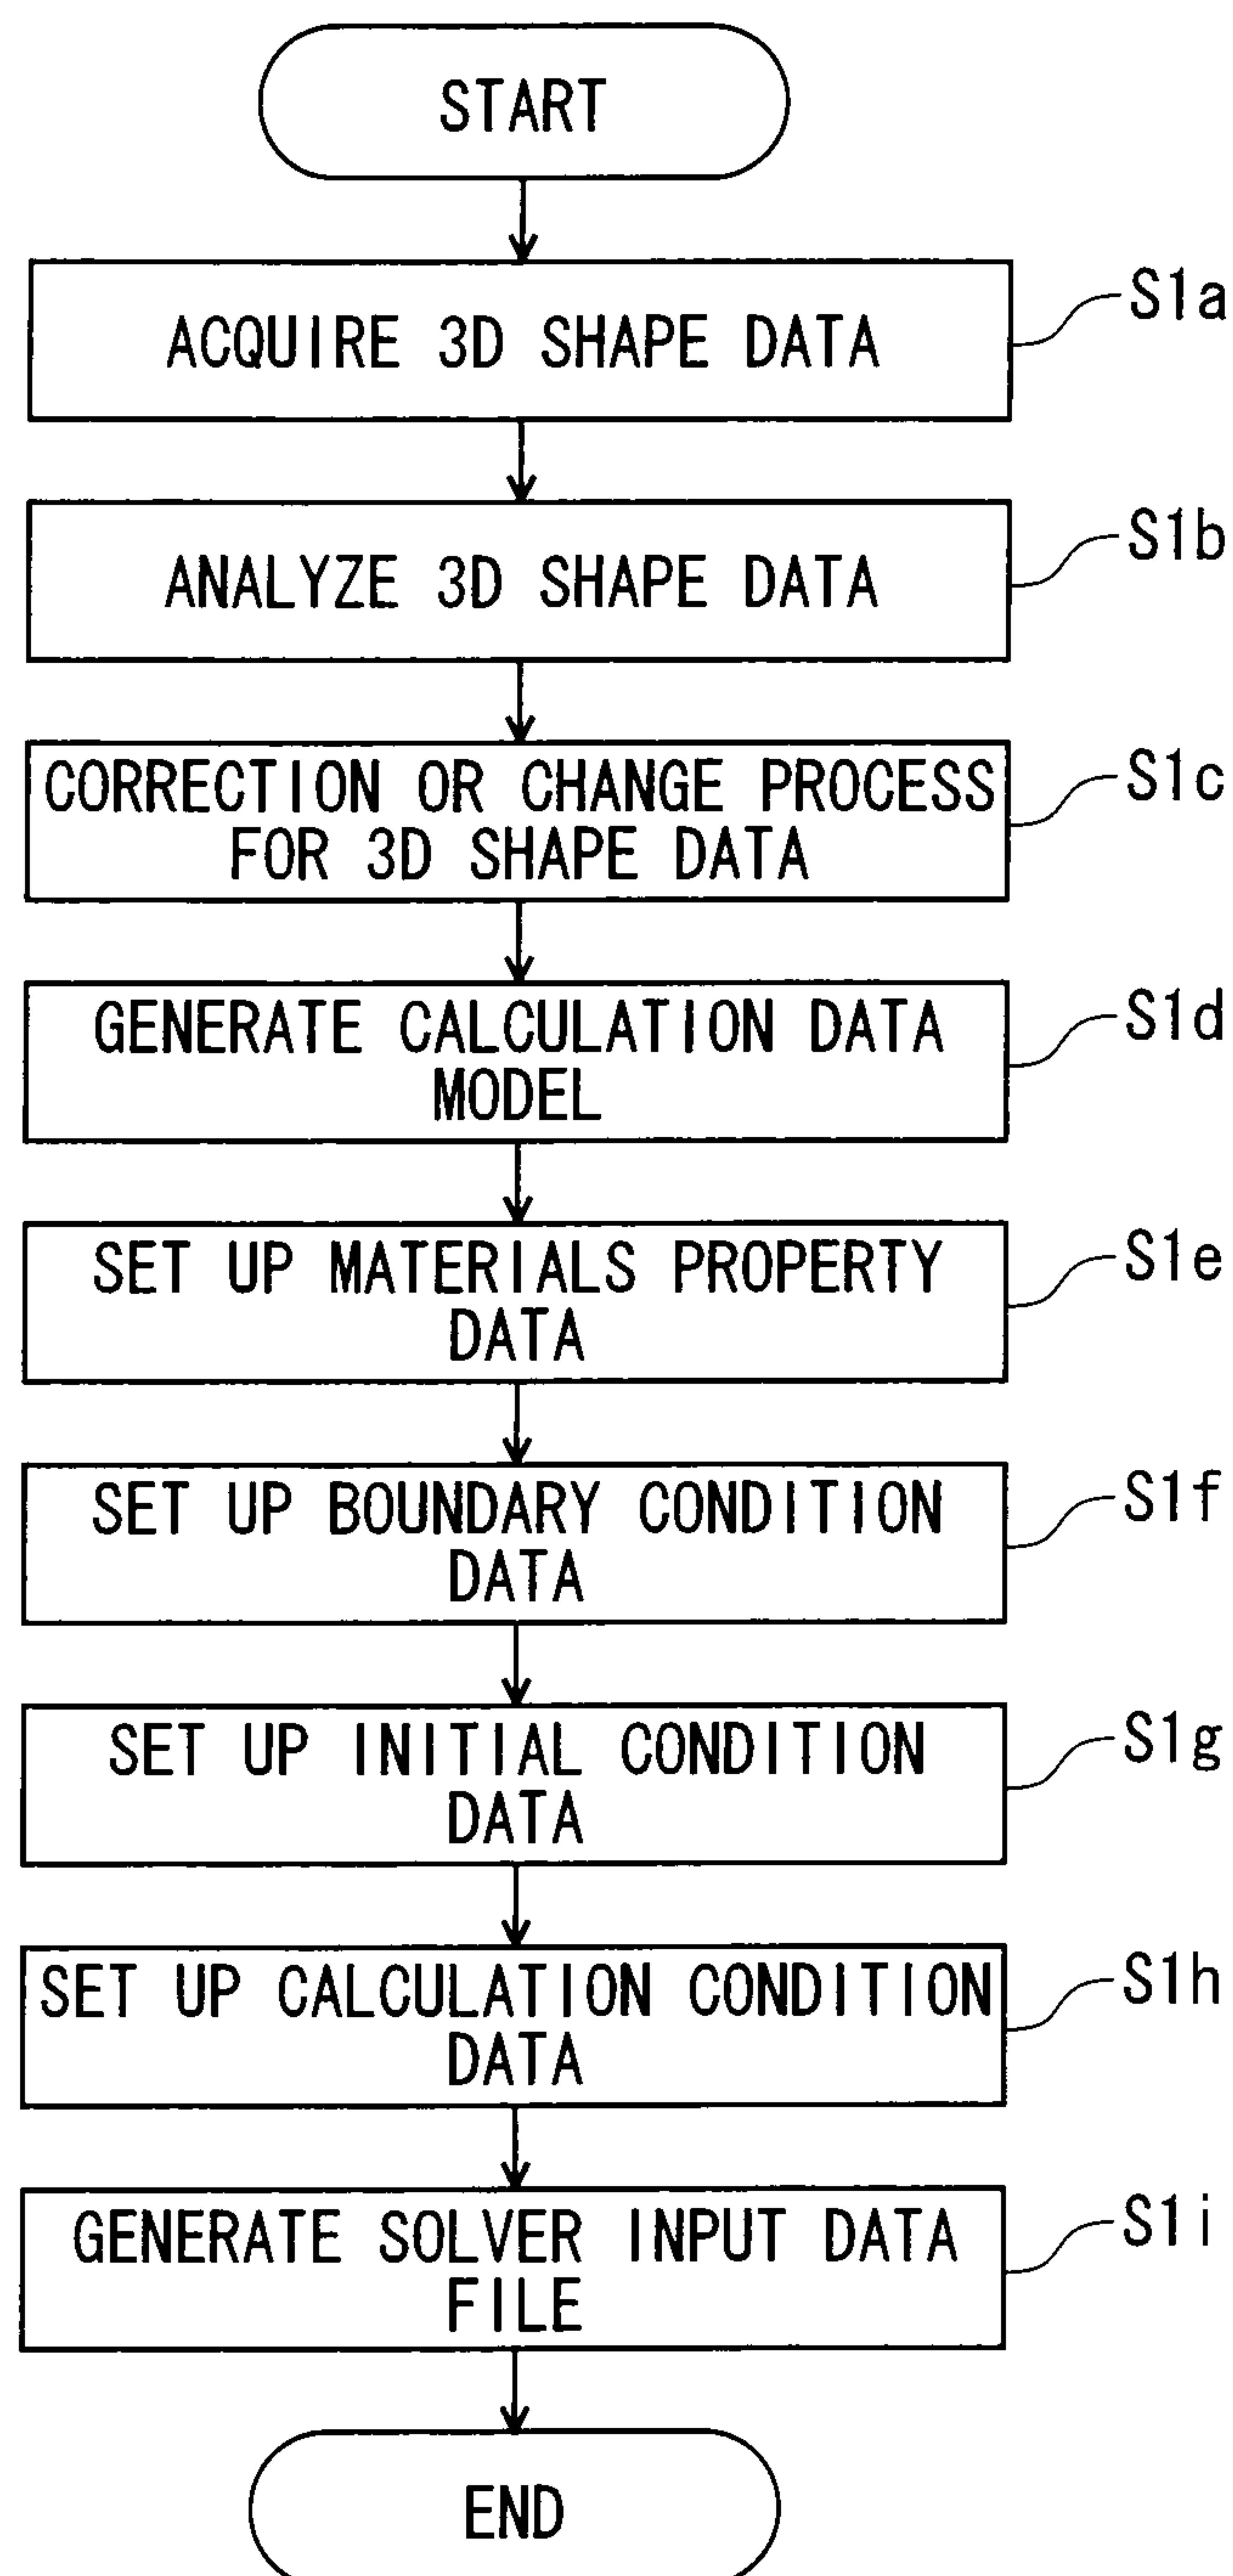 START
ACQUIRE 3D SHAPE DATA
S1a
ANALYZE 3D SHAPE DATA
S1b
CORRECTION OR CHANGE PROCESS
FOR 3D SHAPE DATA
S1c
GENERATE CALCULATION DATA
MODEL
S1d
SET UP MATERIALS PROPERTY
DATA
S1e
SET UP BOUNDARY CONDITION
DATA
S1f
SET UP INITIAL CONDITION
DATA
S1g
SET UP CALCULATION CONDITION
DATA
S1h
GENERATE SOLVER INPUT DATA
FILE
S1i
END